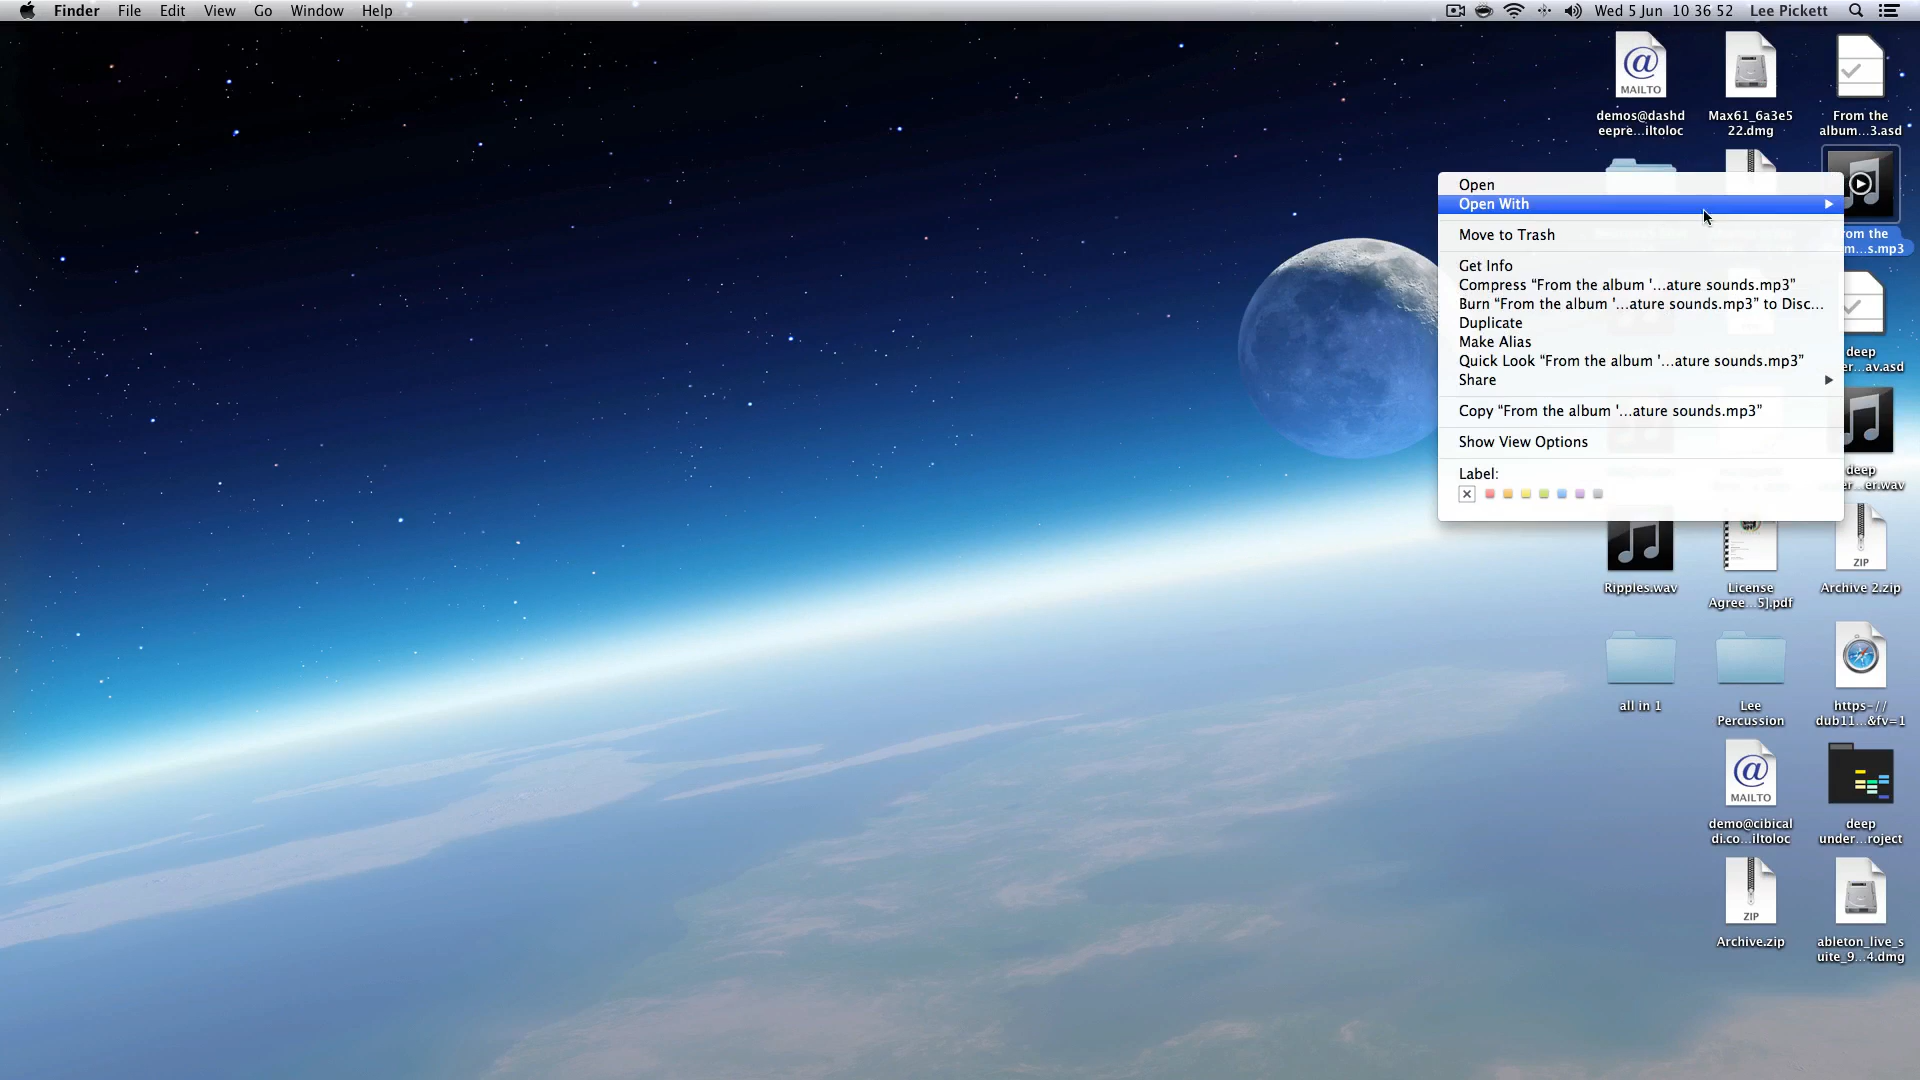 Finder File Edit View Go Window Help
Wed 5 Jun 10 36 52 Lee Pickett
MAILTO
demos@dashd
eepre...iltoloc
Max61_6a3e5
22.dmg
From the
album...3.asd
Open
Open With
Move to Trash
Get Info
Compress “From the album '...ature sounds.mp3”
Burn “From the album '...ature sounds.mp3” to Disc...
Duplicate
Make Alias
Quick Look “From the album '...ature sounds.mp3”
Share
Copy “From the album '...ature sounds.mp3”
Show View Options
Label:
om the
m...s.mp3
deep
r...av.asd
deep
r...er.wav
Ripples.wav
License
Agree...5].pdf
ZIP
Archive 2.zip
all in 1
Lee
Percussion
https-//
dub11...&fv=1
MAILTO
demo@cibical
di.co...iltoloc
deep
under...roject
ZIP
Archive.zip
ableton_live_s
uite_9...4.dmg